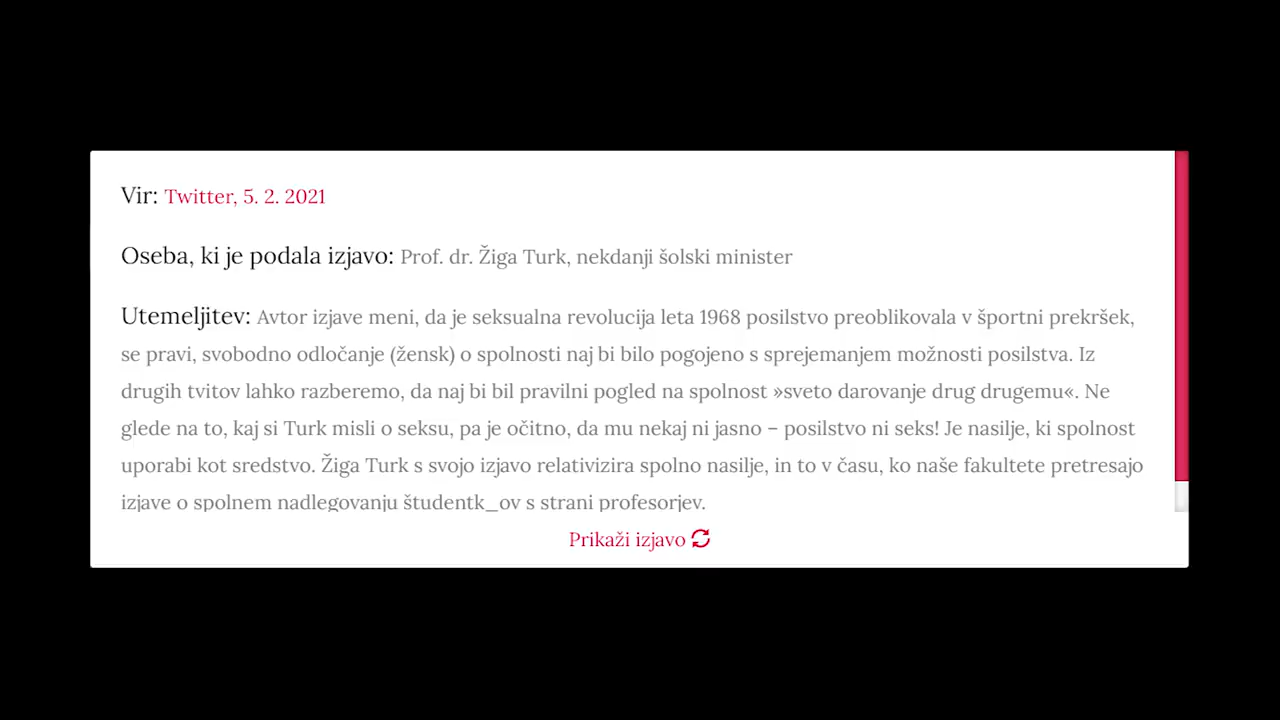 Vir: Twitter, 5. 2. 2021
Oseba, ki je podala izjavo: Prof. dr. Žiga Turk, nekdanji šolski minister
Utemeljitev: Avtor izjave meni, da je seksualna revolucija leta 1968 posilstvo preoblikovala v športni prekršek,
se pravi, svobodno odločanje (žensk) o spolnosti naj bi bilo pogojeno s sprejemanjem možnosti posilstva. Iz
drugih tvitov lahko razberemo, da naj bi bil pravilni pogled na spolnost »sveto darovanje drug drugemu«. Ne
glede na to, kaj si Turk misli o seksu, pa je očitno, da mu nekaj ni jasno – posilstvo ni seks! Je nasilje, ki spolnost
uporabi kot sredstvo. Žiga Turk s svojo izjavo relativizira spolno nasilje, in to v času, ko naše fakultete pretresajo
izjave o spolnem nadlegovanju študentk_ov s strani profesorjev.
Prikaži izjavo